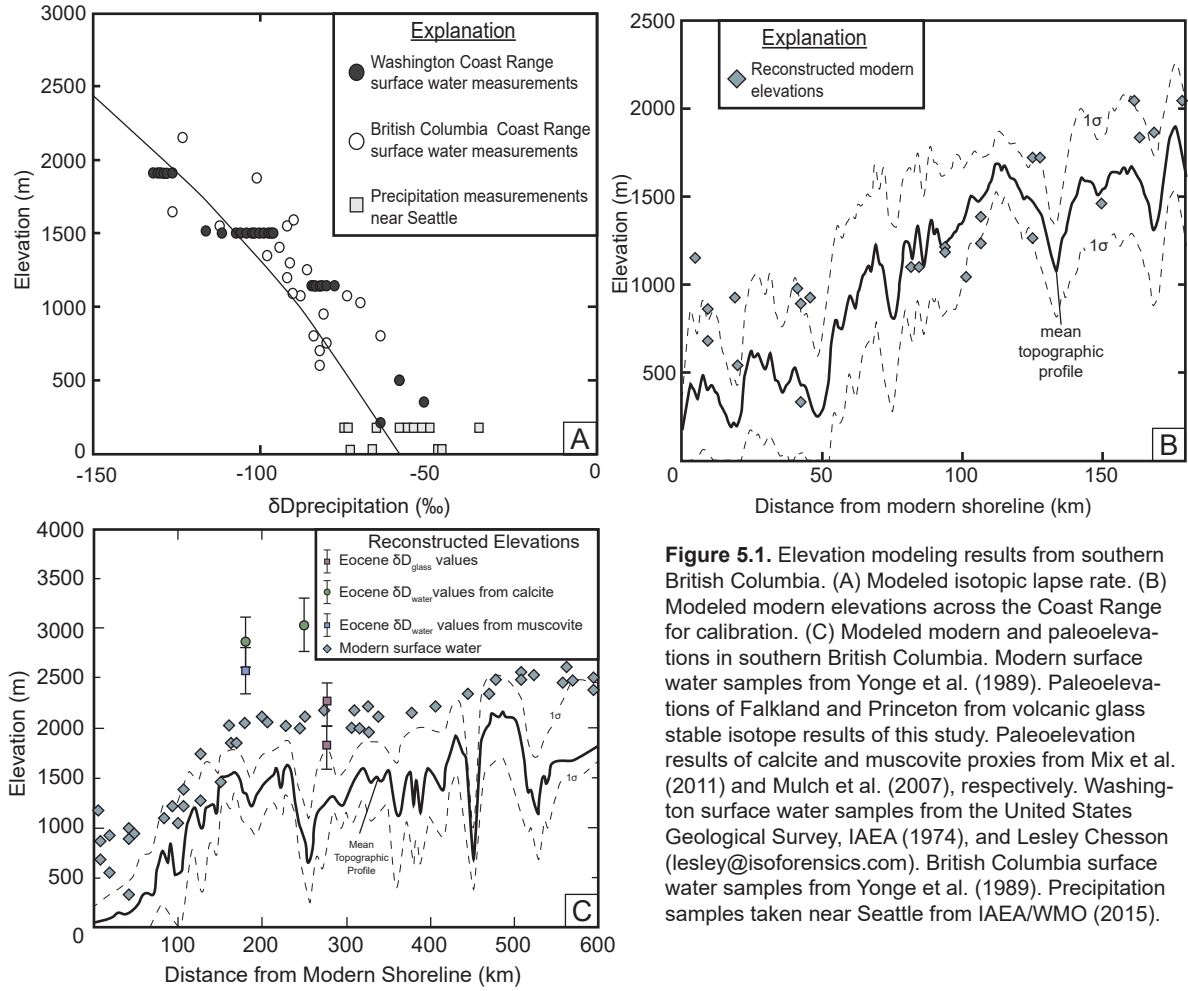 3000
2500
2000
1500
1000
500
0
Elevation (m)
-150
-100
-50
0
δDprecipitation (‰)
Explanation
Washington Coast Range
surface water measurements
British Columbia Coast Range
surface water measurements
Precipitation measuremenents
near Seattle
A
2500
2000
1500
1000
500
Elevation (m)
0
50
100
150
Distance from modern shoreline (km)
Explanation
Reconstructed modern
elevations
1σ
1σ
mean
topographic
profile
B
4000
3500
3000
2500
2000
1500
1000
500
0
Elevation (m)
100
200
300
400
500
600
Distance from Modern Shoreline (km)
Reconstructed Elevations
Eocene δDglass values
Eocene δDwater values from calcite
Eocene δDwater values from muscovite
Modern surface water
1σ
1σ
Mean
Topographic
Profile
C
Figure 5.1. Elevation modeling results from southern
British Columbia. (A) Modeled isotopic lapse rate. (B)
Modeled modern elevations across the Coast Range
for calibration. (C) Modeled modern and paleoeleva-
tions in southern British Columbia. Modern surface
water samples from Yonge et al. (1989). Paleoeleva-
tions of Falkland and Princeton from volcanic glass
stable isotope results of this study. Paleoelevation
results of calcite and muscovite proxies from Mix et al.
(2011) and Mulch et al. (2007), respectively. Washing-
ton surface water samples from the United States
Geological Survey, IAEA (1974), and Lesley Chesson
(lesley@isoforensics.com). British Columbia surface
water samples from Yonge et al. (1989). Precipitation
samples taken near Seattle from IAEA/WMO (2015).